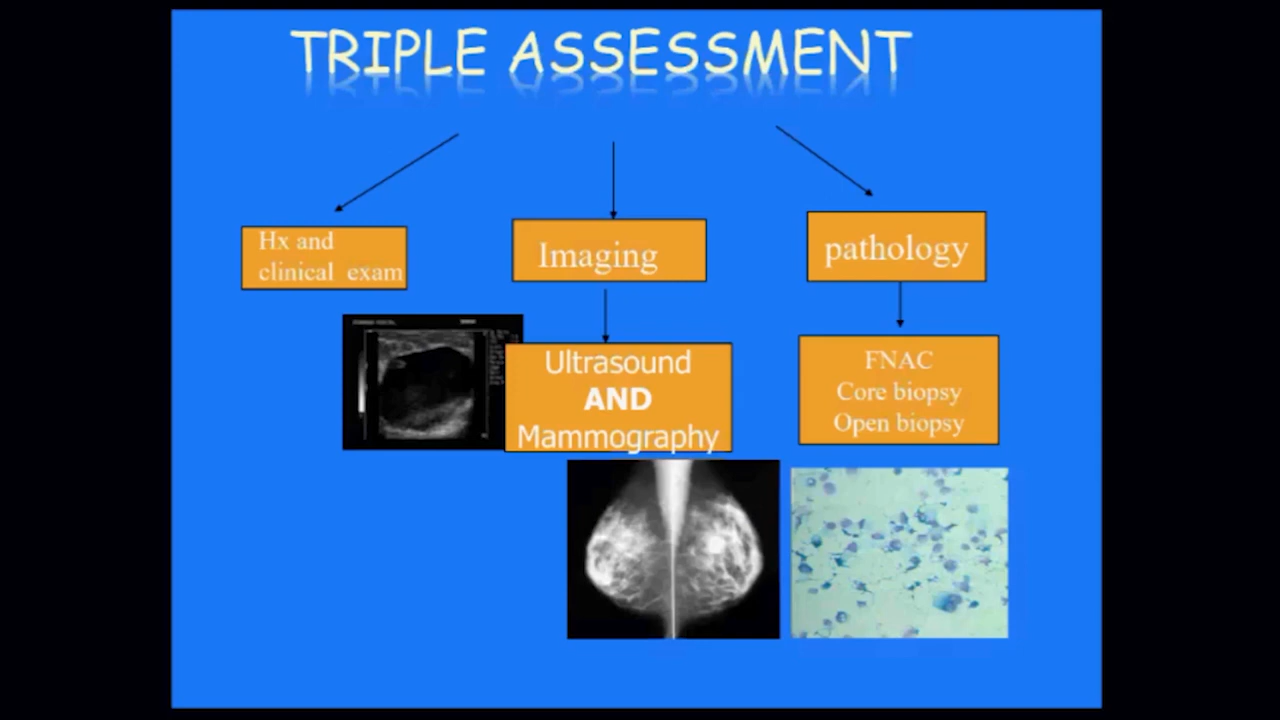 TRIPLE ASSESSMENT
Hx and
clinical exam
Imaging
pathology
Ultrasound
AND
Mammography
FNAC
Core biopsy
Open biopsy